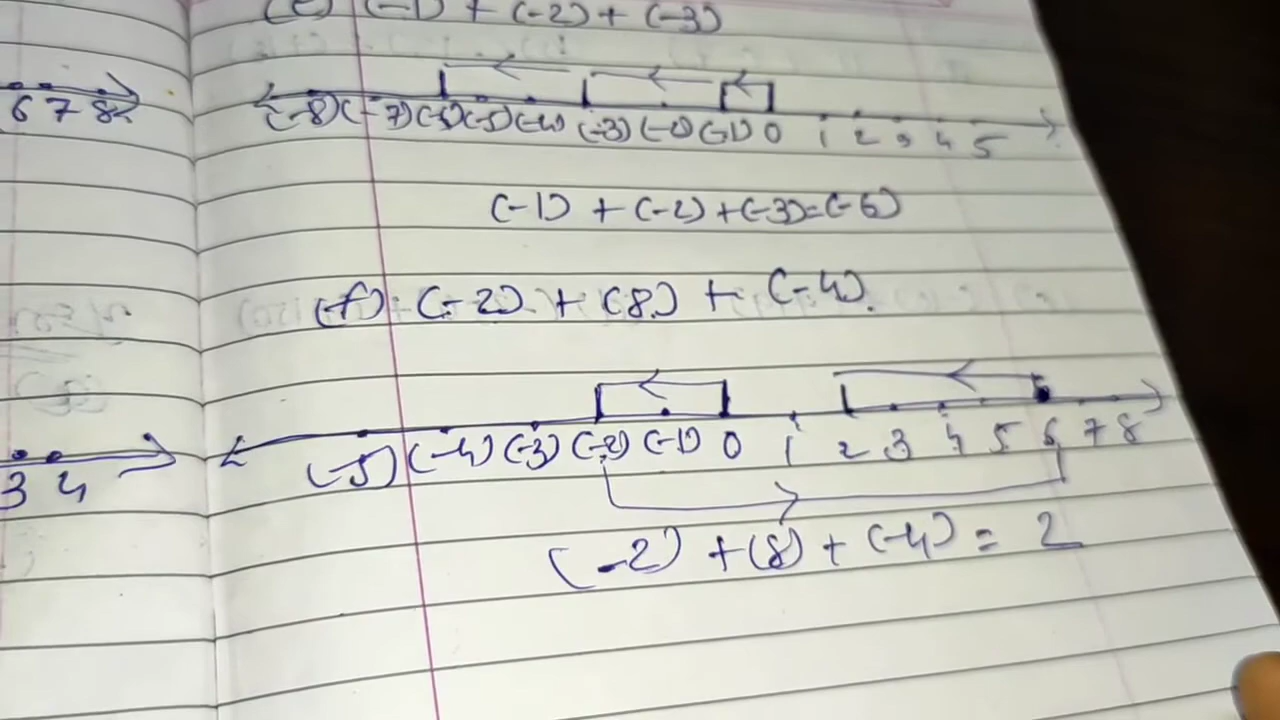 (e) (-1) + (-2) + (-3)
6 7 8
(-8) (-7) (-6) (-5) (-4) (-3) (-2) (-1) 0 1 2 3 4 5
(-1) + (-2) + (-3) = (-6)
(f) (-2) + (8) + (-4).
3 4
(-5) (-4) (-3) (-2) (-1) 0 1 2 3 4 5 6 7 8
(-2) + (8) + (-4) = 2